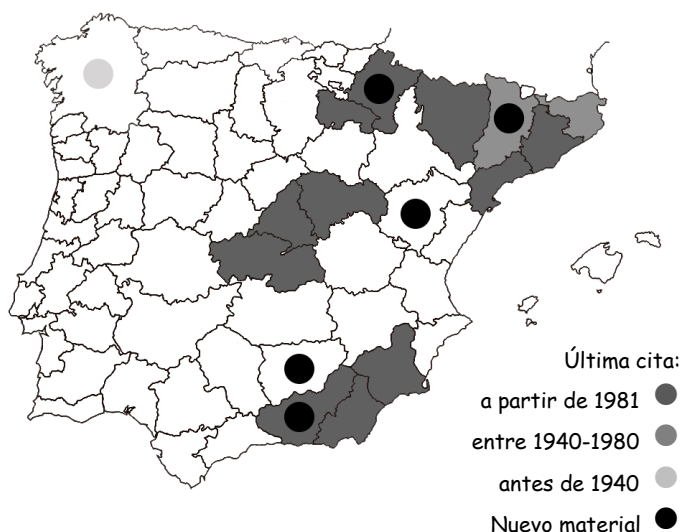 Última cita:
a partir de 1981
entre 1940-1980
antes de 1940
Nuevo material